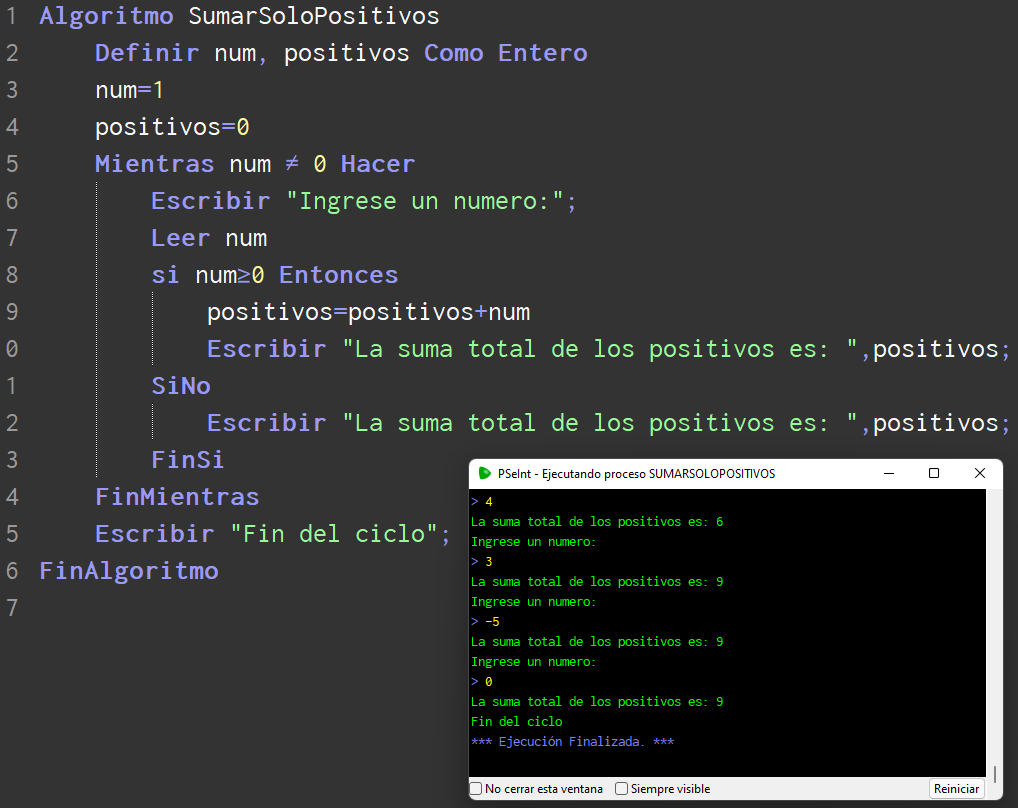 1 Algoritmo SumarSoloPositivos
2 Definir num, positivos Como Entero
3 num=1
4 positivos=0
5 Mientras num ≠ 0 Hacer
6 Escribir "Ingrese un numero:";
7 Leer num
8 si num≥0 Entonces
9 positivos=positivos+num
0 Escribir "La suma total de los positivos es: ",positivos;
1 SiNo
2 Escribir "La suma total de los positivos es: ",positivos;
3 FinSi
4 FinMientras
5 Escribir "Fin del ciclo";
6 FinAlgoritmo
7
PSeInt - Ejecutando proceso SUMARSOLOPOSITIVOS
> 4
La suma total de los positivos es: 6
Ingrese un numero:
> 3
La suma total de los positivos es: 9
Ingrese un numero:
> -5
La suma total de los positivos es: 9
Ingrese un numero:
> 0
La suma total de los positivos es: 9
Fin del ciclo
*** Ejecución Finalizada. ***
No cerrar esta ventana Siempre visible Reiniciar